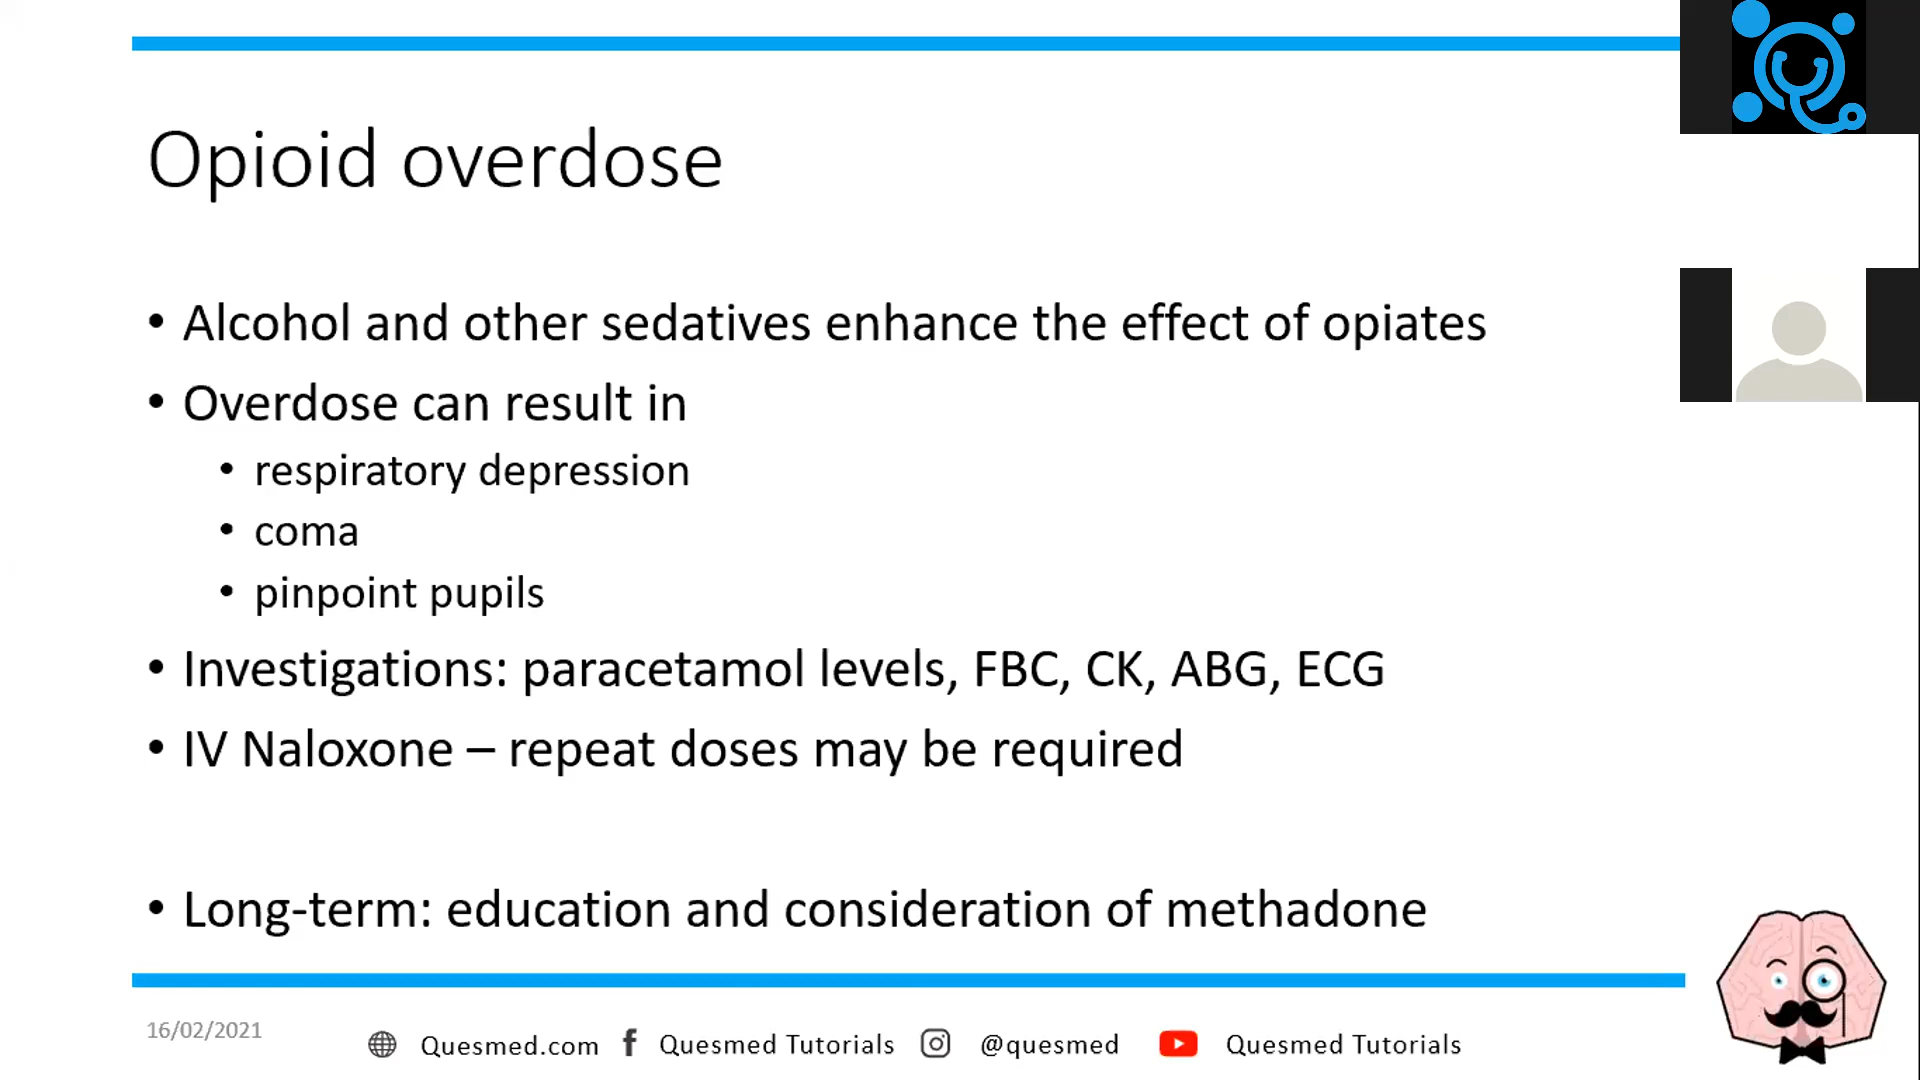 Opioid overdose
• Alcohol and other sedatives enhance the effect of opiates
• Overdose can result in
• respiratory depression
• coma
• pinpoint pupils
• Investigations: paracetamol levels, FBC, CK, ABG, ECG
• IV Naloxone – repeat doses may be required
• Long-term: education and consideration of methadone
16/02/2021 Quesmed.com Quesmed Tutorials @quesmed Quesmed Tutorials